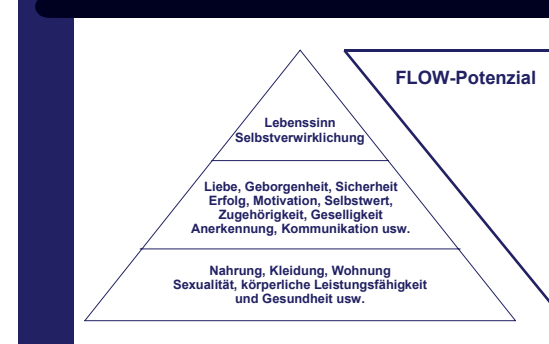 FLOW-Potenzial
Lebenssinn
Selbstverwirklichung
Liebe, Geborgenheit, Sicherheit
Erfolg, Motivation, Selbstwert,
Zugehörigkeit, Geselligkeit
Anerkennung, Kommunikation usw.
Nahrung, Kleidung, Wohnung
Sexualität, körperliche Leistungsfähigkeit
und Gesundheit usw.